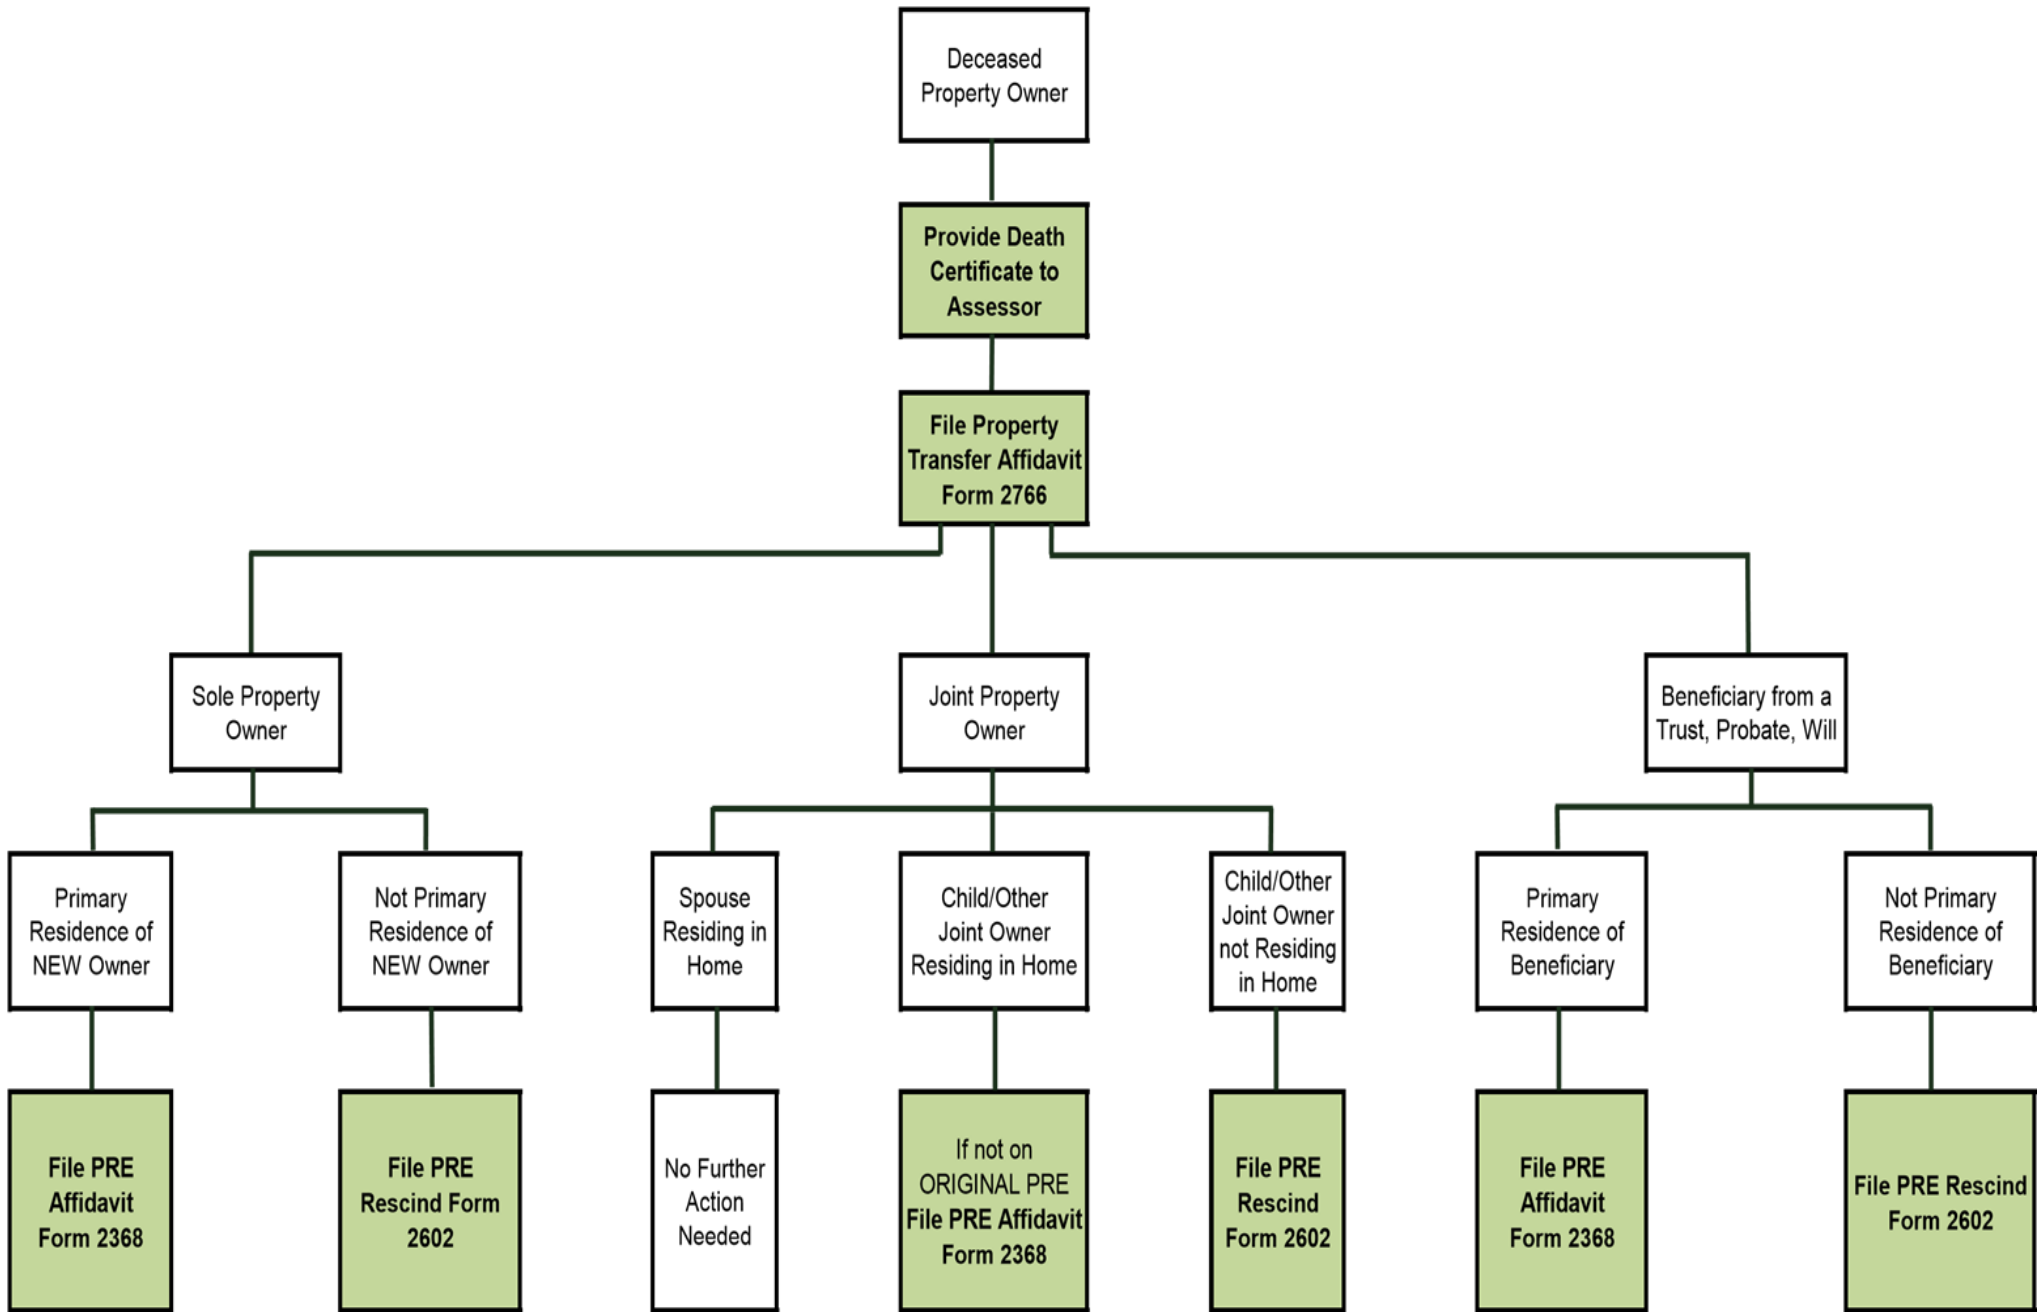 Deceased
Property Owner
Provide Death
Certificate to
Assessor
File Property
Transfer Affidavit
Form 2766
Sole Property
Owner
Joint Property
Owner
Beneficiary from a
Trust, Probate, Will
Primary
Residence of
NEW Owner
Not Primary
Residence of
NEW Owner
Spouse
Residing in
Home
Child/Other
Joint Owner
Residing in Home
Child/Other
Joint Owner
not Residing
in Home
Primary
Residence of
Beneficiary
Not Primary
Residence of
Beneficiary
File PRE
Affidavit
Form 2368
File PRE
Rescind Form
2602
No Further
Action
Needed
If not on
ORIGINAL PRE
File PRE Affidavit
Form 2368
File PRE
Rescind
Form 2602
File PRE
Affidavit
Form 2368
File PRE Rescind
Form 2602